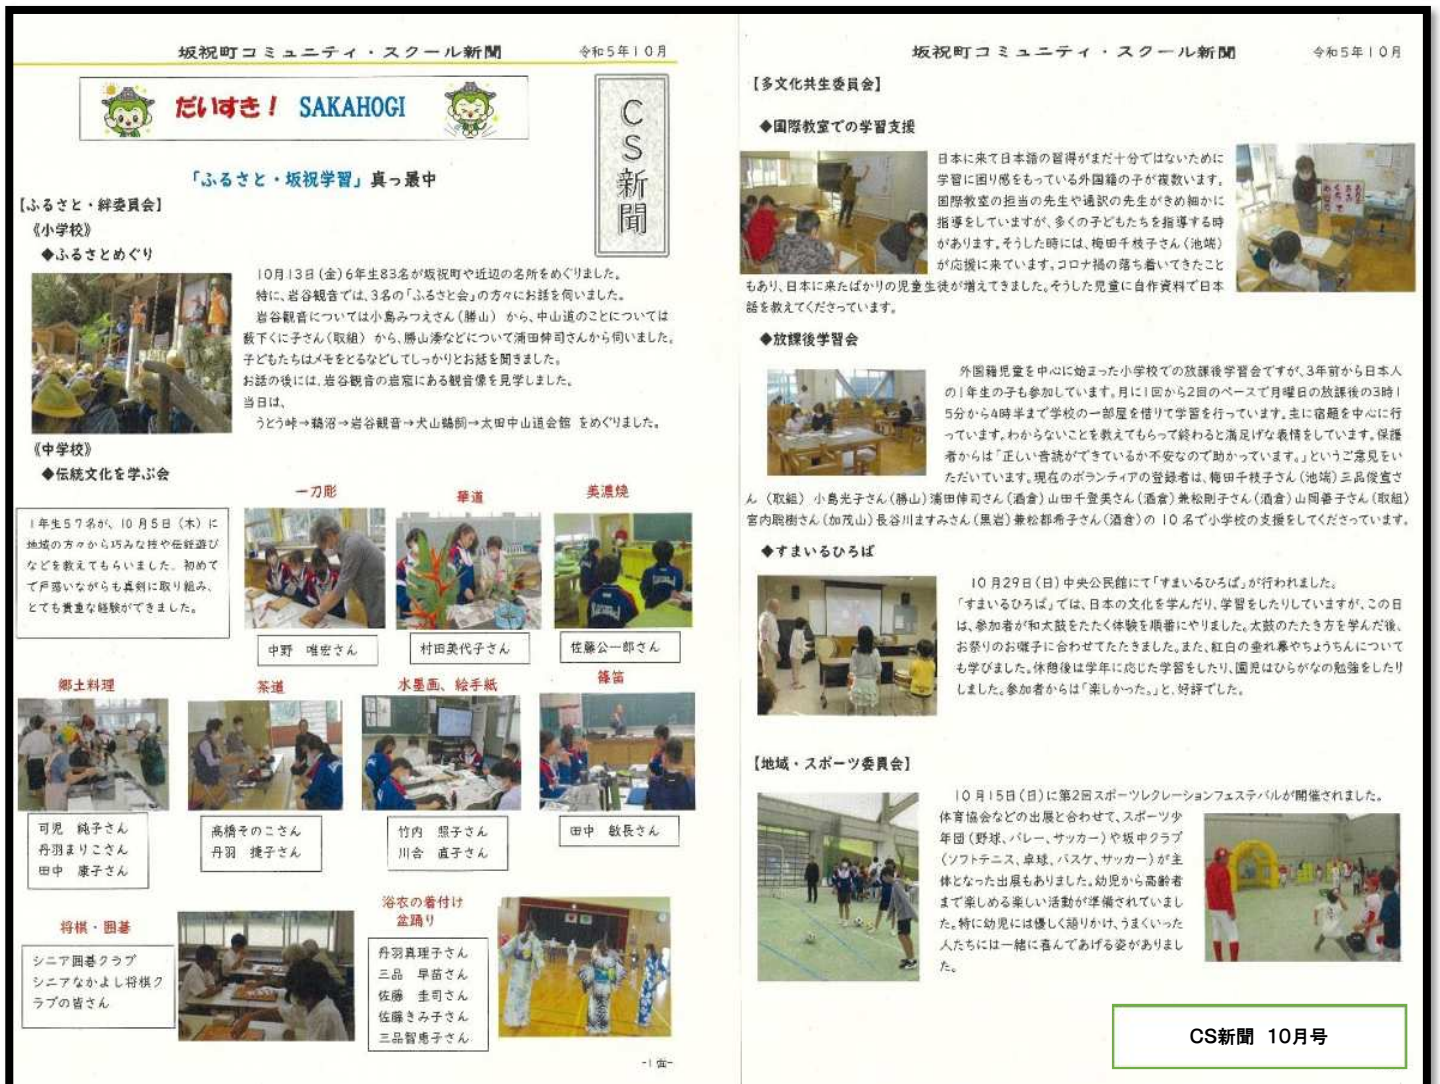 坂祝町コミュニティ・スクール新聞　令和5年10月
だいすき！ SAKAHOGI
CS新聞
「ふるさと・坂祝学習」真っ最中
【ふるさと・絆委員会】
《小学校》
◆ふるさとめぐり
10月13日(金)6年生83名が坂祝町や近辺の名所をめぐりました。
特に、岩谷観音では、3名の「ふるさと会」の方々にお話を伺いました。
岩谷観音については小島みつえさん(勝山) から、中山道のことについては
藪下くに子さん(取組) から、勝山湊などについて浦田伸司さんから伺いました。
子どもたちはメモをとるなどしてしっかりとお話を聞きました。
お話の後には、岩谷観音の岩窟にある観音像を見学しました。
当日は、
うとう峠→鵜沼→岩谷観音→犬山鵜飼→太田中山道会館 をめぐりました。
《中学校》
◆伝統文化を学ぶ会
1年生57名が、10月5日（木）に
地域の方々から巧みな技や伝統遊び
などを教えてもらいました。初めて
で戸惑いながらも真剣に取り組み、
とても貴重な経験ができました。
一刀彫
中野　唯宏さん
華道
村田美代子さん
美濃焼
佐藤公一郎さん
郷土料理
可児　純子さん
丹羽まりこさん
田中　康子さん
茶道
高橋そのこさん
丹羽　捷子さん
水墨画、絵手紙
竹内　照子さん
川合　直子さん
篠笛
田中　敏長さん
将棋・囲碁
シニア囲碁クラブ
シニアなかよし将棋ク
ラブの皆さん
浴衣の着付け
盆踊り
丹羽真理子さん
三品　早苗さん
佐藤　圭司さん
佐藤きみ子さん
三品智恵子さん
-1面-
坂祝町コミュニティ・スクール新聞　令和5年10月
【多文化共生委員会】
◆国際教室での学習支援
日本に来て日本語の習得がまだ十分ではないために
学習に困り感をもっている外国籍の子が複数います。
国際教室の担当の先生や通訳の先生がきめ細かに
指導をしていますが、多くの子どもたちを指導する時
があります。そうした時には、梅田千枝子さん(池端)
が応援に来ています。コロナ禍の落ち着いてきたこと
もあり、日本に来たばかりの児童生徒が増えてきました。そうした児童に自作資料で日本
語を教えてくださっています。
◆放課後学習会
外国籍児童を中心に始まった小学校での放課後学習会ですが、3年前から日本人
の1年生の子も参加しています。月に1回から2回のペースで月曜日の放課後の3時1
5分から4時半まで学校の一部屋を借りて学習を行っています。主に宿題を中心に行
っています。わからないことを教えてもらって終わると満足げな表情をしています。保護
者からは「正しい音読ができているか不安なので助かっています。」というご意見をい
ただいています。現在のボランティアの登録者は、梅田千枝子さん(池端) 三品俊宣さ
ん（取組）小島光子さん(勝山) 浦田伸司さん(酒倉) 山田千登美さん(酒倉) 兼松則子さん(酒倉) 山岡善子さん(取組)
宮内聡樹さん(加茂山) 長谷川ますみさん(黒岩) 兼松都希子さん(酒倉)の 10名で小学校の支援をしてくださっています。
◆すまいるひろば
10月29日(日)中央公民館にて「すまいるひろば」が行われました。
「すまいるひろば」では、日本の文化を学んだり、学習をしたりしていますが、この日
は、参加者が和太鼓をたたく体験を順番にやりました。太鼓のたたき方を学んだ後、
お祭りのお囃子に合わせてたたきました。また、紅白の垂れ幕やちょうちんについて
も学びました。休憩後は学年に応じた学習をしたり、園児はひらがなの勉強をしたり
しました。参加者からは「楽しかった。」と、好評でした。
【地域・スポーツ委員会】
10月15日(日)に第2回スポーツレクレーションフェステバルが開催されました。
体育協会などの出展と合わせて、スポーツ少
年団(野球、バレー、サッカー)や坂中クラブ
(ソフトテニス、卓球、バスケ、サッカー)が主
体となった出展もありました。幼児から高齢者
まで楽しめる楽しい活動が準備されていまし
た。特に幼児には優しく語りかけ、うまくいった
人たちには一緒に喜んであげる姿がありまし
た。
CS新聞　10月号